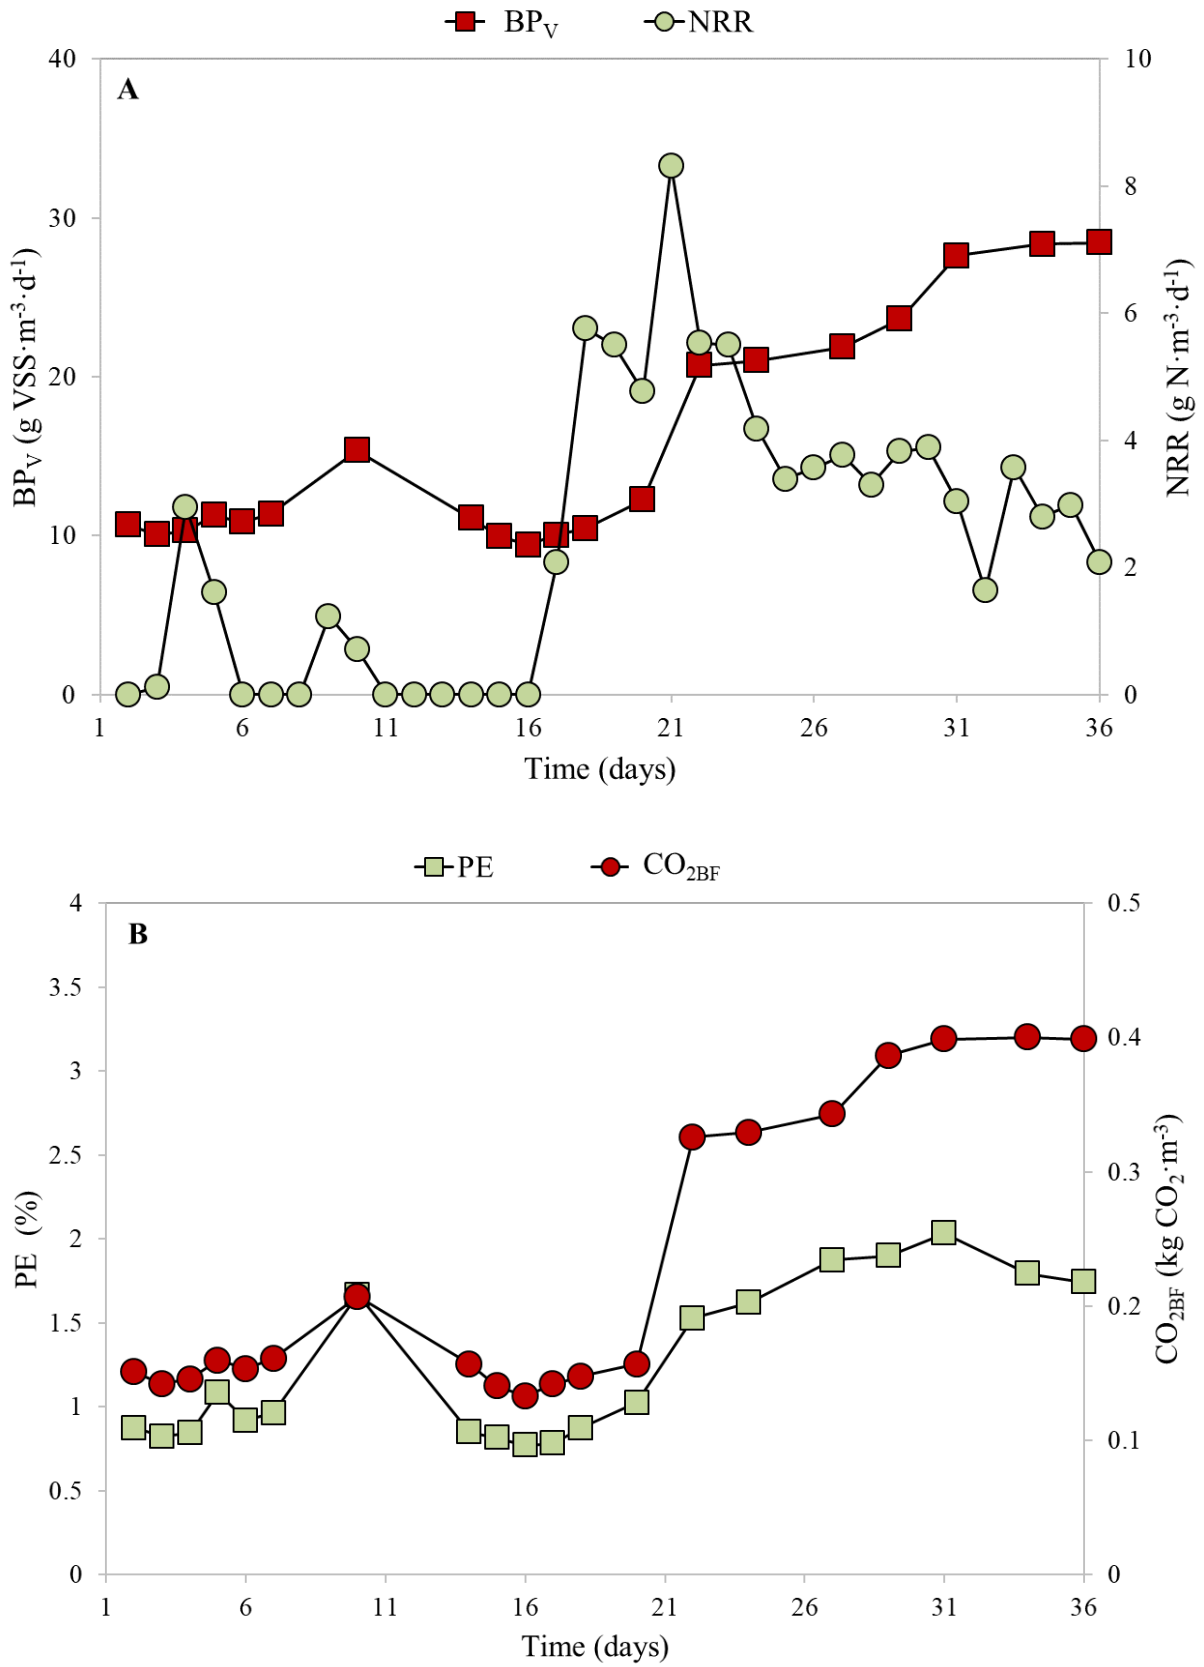 BPV NRR
A
40
30
20
10
0
10
8
6
4
2
0
BPV (g VSS·m-3·d-1)
NRR (g N·m-3·d-1)
1 6 11 16 21 26 31 36
Time (days)
PE CO2BF
B
4
3.5
3
2.5
2
1.5
1
0.5
0
0.5
0.4
0.3
0.2
0.1
0
PE (%)
CO2BF (kg CO2·m-3)
1 6 11 16 21 26 31 36
Time (days)